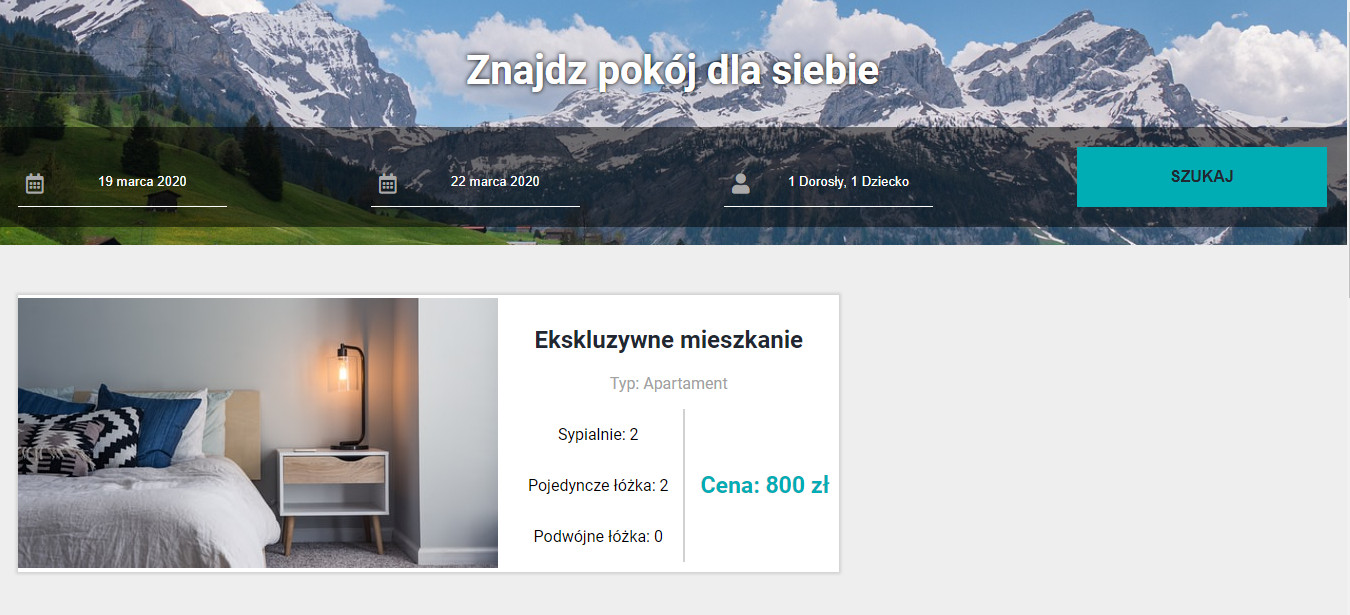 Znajdz pokój dla siebie
19 marca 2020
22 marca 2020
1 Dorosły, 1 Dziecko
SZUKAJ
Ekskluzywne mieszkanie
Typ: Apartament
Sypialnie: 2
Pojedyncze łóżka: 2
Podwójne łóżka: 0
Cena: 800 zł